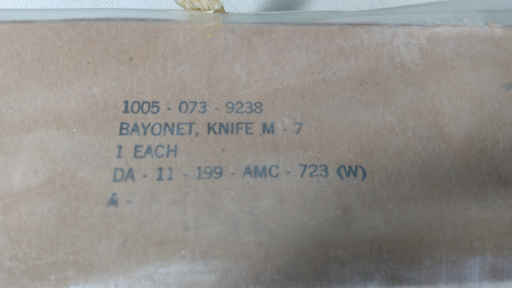 1005 - 073 - 9238
BAYONET, KNIFE M - 7
1 EACH
DA - 11 - 199 - AMC - 723 (W)
A -